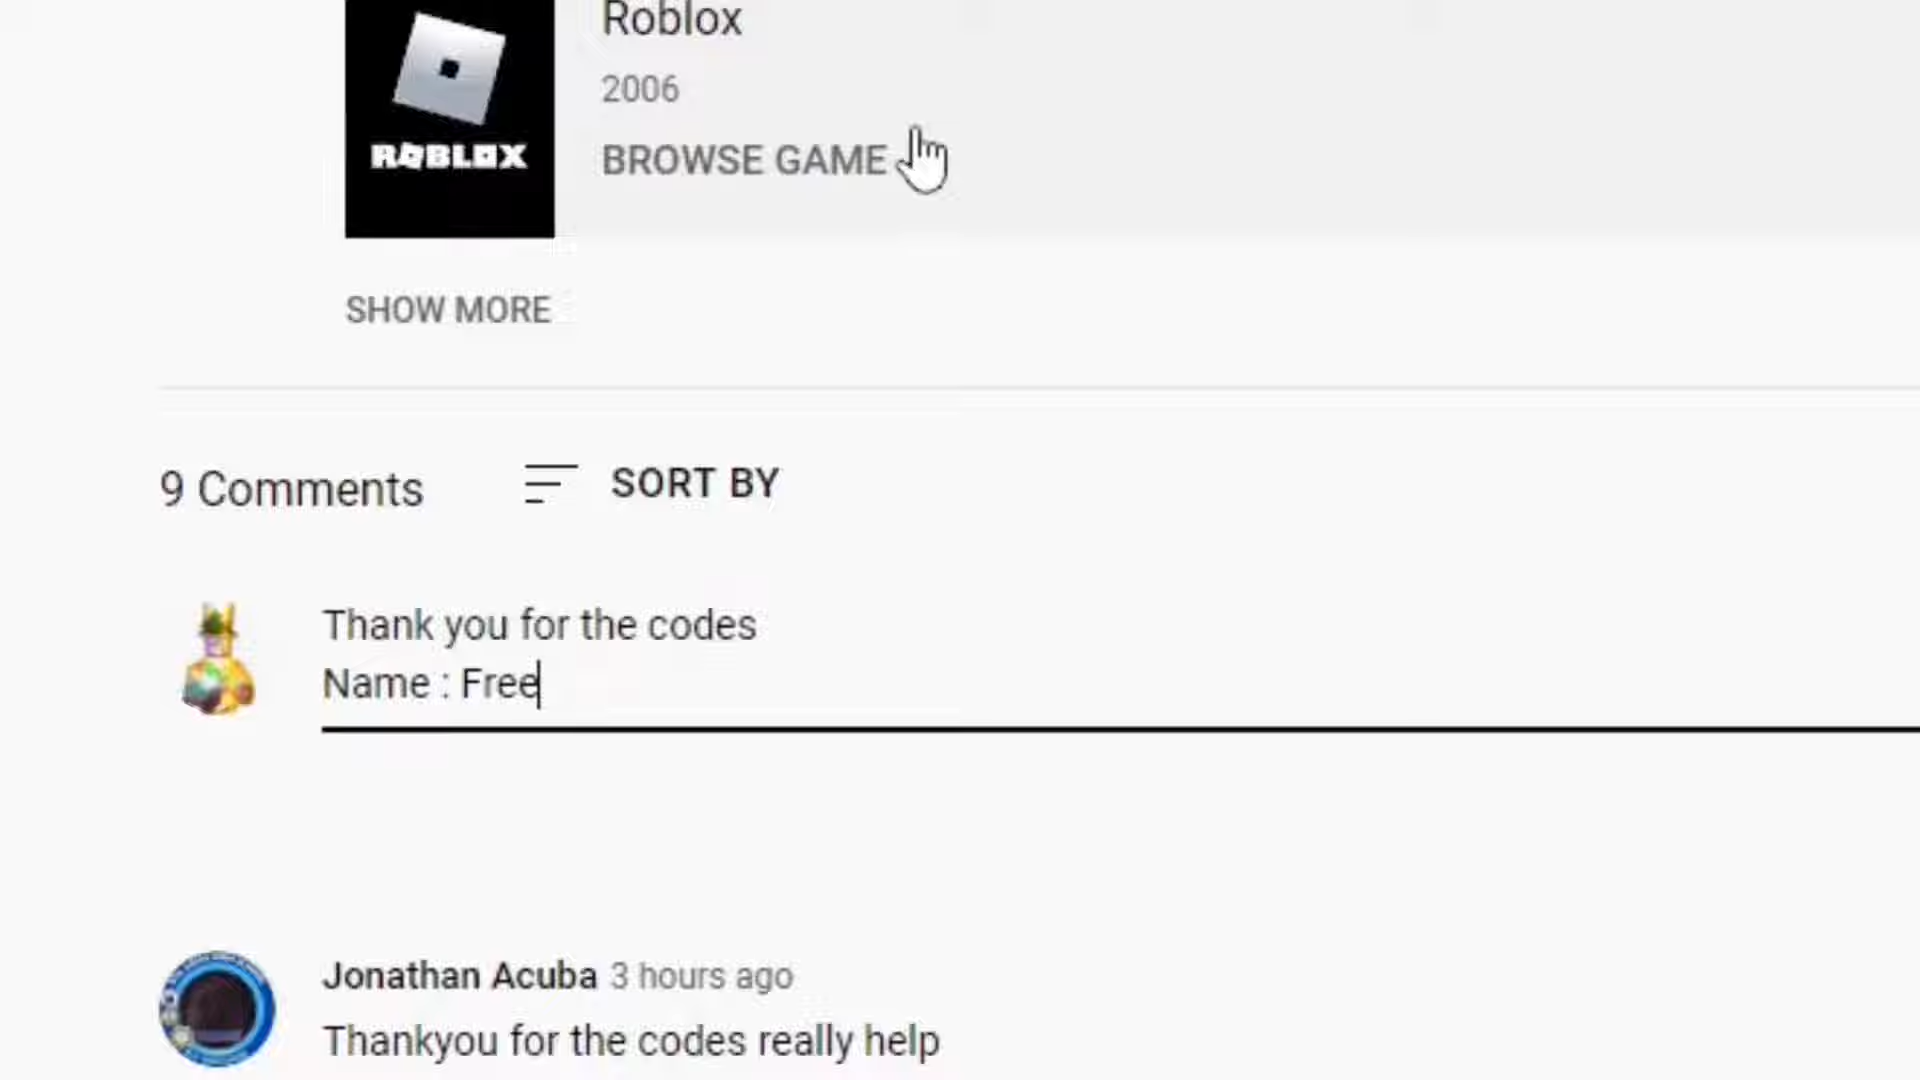 Roblox
2006
BROWSE GAME
ROBLOX
SHOW MORE
9 Comments
SORT BY
Thank you for the codes
Name : Free
Jonathan Acuba 3 hours ago
Thankyou for the codes really help